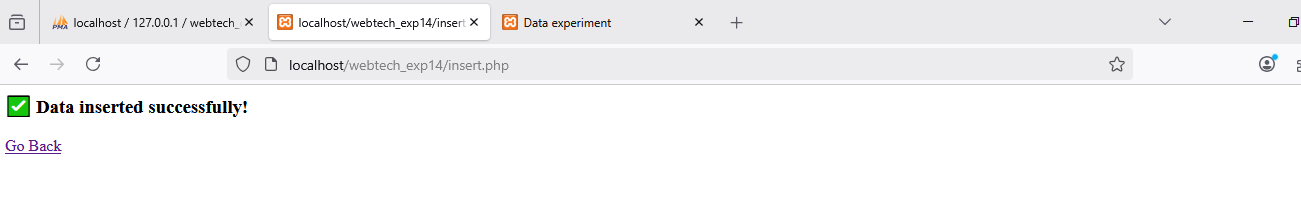 PMA localhost / 127.0.0.1 / webtech_
localhost/webtech_exp14/insert
Data experiment
localhost/webtech_exp14/insert.php
Data inserted successfully!
Go Back